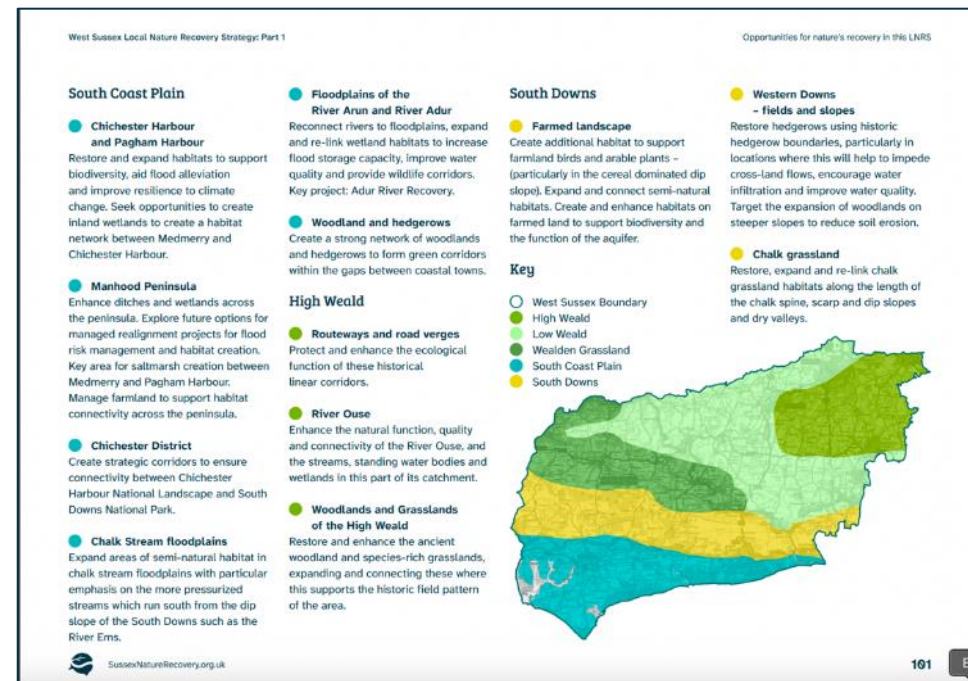 West Sussex Local Nature Recovery Strategy: Part 1
Opportunities for nature's recovery in this LNRS
South Coast Plain
Chichester Harbour
and Pagham Harbour
Restore and expand habitats to support
biodiversity, aid flood alleviation
and improve resilience to climate
change. Seek opportunities to create
inland wetlands to create a habitat
network between Medmerry and
Chichester Harbour.
Manhood Peninsula
Enhance ditches and wetlands across
the peninsula. Explore future options for
managed realignment projects for flood
risk management and habitat creation.
Key area for saltmarsh creation between
Medmerry and Pagham Harbour.
Manage farmland to support habitat
connectivity across the peninsula.
Chichester District
Create strategic corridors to ensure
connectivity between Chichester
Harbour National Landscape and South
Downs National Park.
Chalk Stream floodplains
Expand areas of semi-natural habitat in
chalk stream floodplains with particular
emphasis on the more pressurized
streams which run south from the dip
slope of the South Downs such as the
River Ems.
Floodplains of the
River Arun and River Adur
Reconnect rivers to floodplains, expand
and re-link wetland habitats to increase
flood storage capacity, improve water
quality and provide wildlife corridors.
Key project: Adur River Recovery.
Woodland and hedgerows
Create a strong network of woodlands
and hedgerows to form green corridors
within the gaps between coastal towns.
High Weald
Routeways and road verges
Protect and enhance the ecological
function of these historical
linear corridors.
River Ouse
Enhance the natural function, quality
and connectivity of the River Ouse, and
the streams, standing water bodies and
wetlands in this part of its catchment.
Woodlands and Grasslands
of the High Weald
Restore and enhance the ancient
woodland and species-rich grasslands,
expanding and connecting these where
this supports the historic field pattern
of the area.
South Downs
Farmed landscape
Create additional habitat to support
farmland birds and arable plants –
(particularly in the cereal dominated dip
slope). Expand and connect semi-natural
habitats. Create and enhance habitats on
farmed land to support biodiversity and
the function of the aquifer.
Key
West Sussex Boundary
High Weald
Low Weald
Wealden Grassland
South Coast Plain
South Downs
Western Downs
– fields and slopes
Restore hedgerows using historic
hedgerow boundaries, particularly in
locations where this will help to impede
cross-land flows, encourage water
infiltration and improve water quality.
Target the expansion of woodlands on
steeper slopes to reduce soil erosion.
Chalk grassland
Restore, expand and re-link chalk
grassland habitats along the length of
the chalk spine, scarp and dip slopes
and dry valleys.
SussexNatureRecovery.org.uk
101